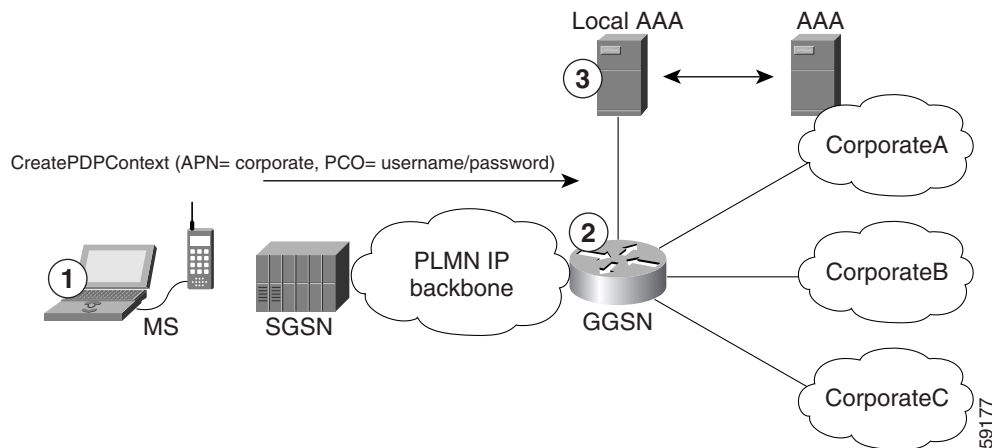 Local AAA
AAA
3
CorporateA
CreatePDPContext (APN= corporate, PCO= username/password)
2
1
PLMN IP
backbone
CorporateB
MS
SGSN
GGSN
CorporateC
59177